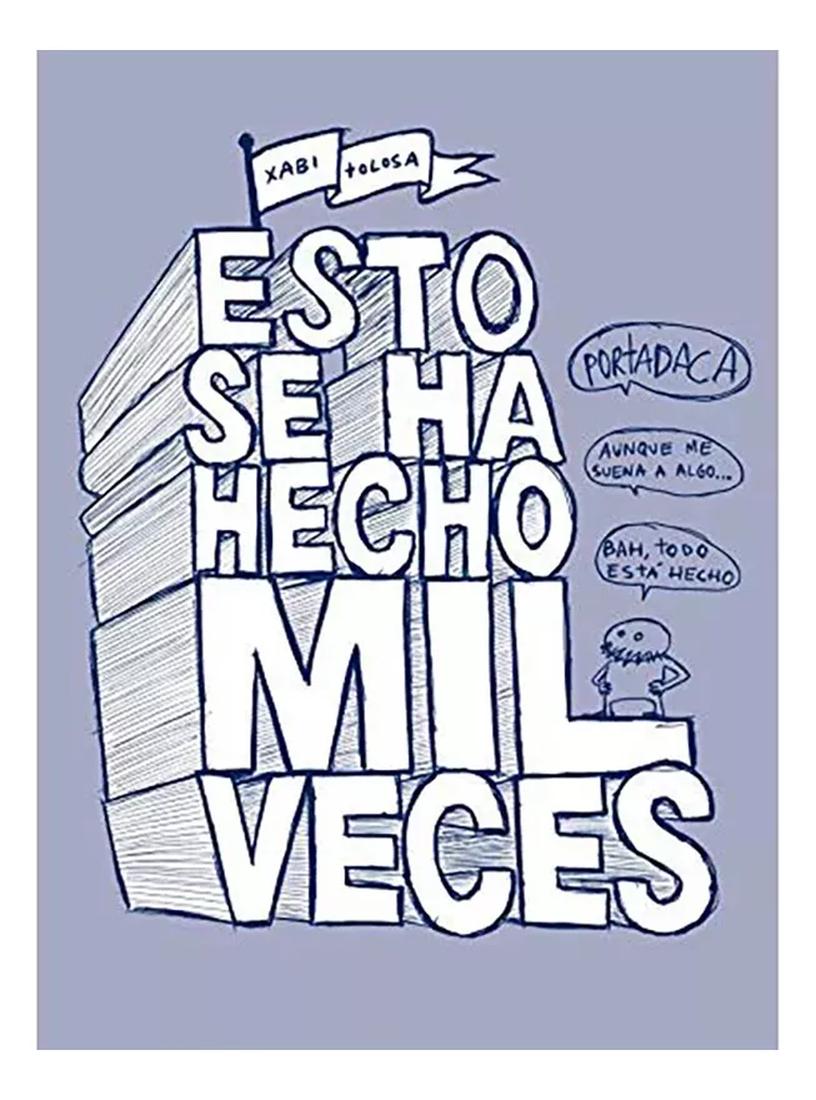 XABI tOLOSA
ESTO
SE HA
HECHO
MIL
VECES
PORtADACA
AUNQUE ME
SUENA A ALGO...
BAH, tODO
ESTÁ HECHO